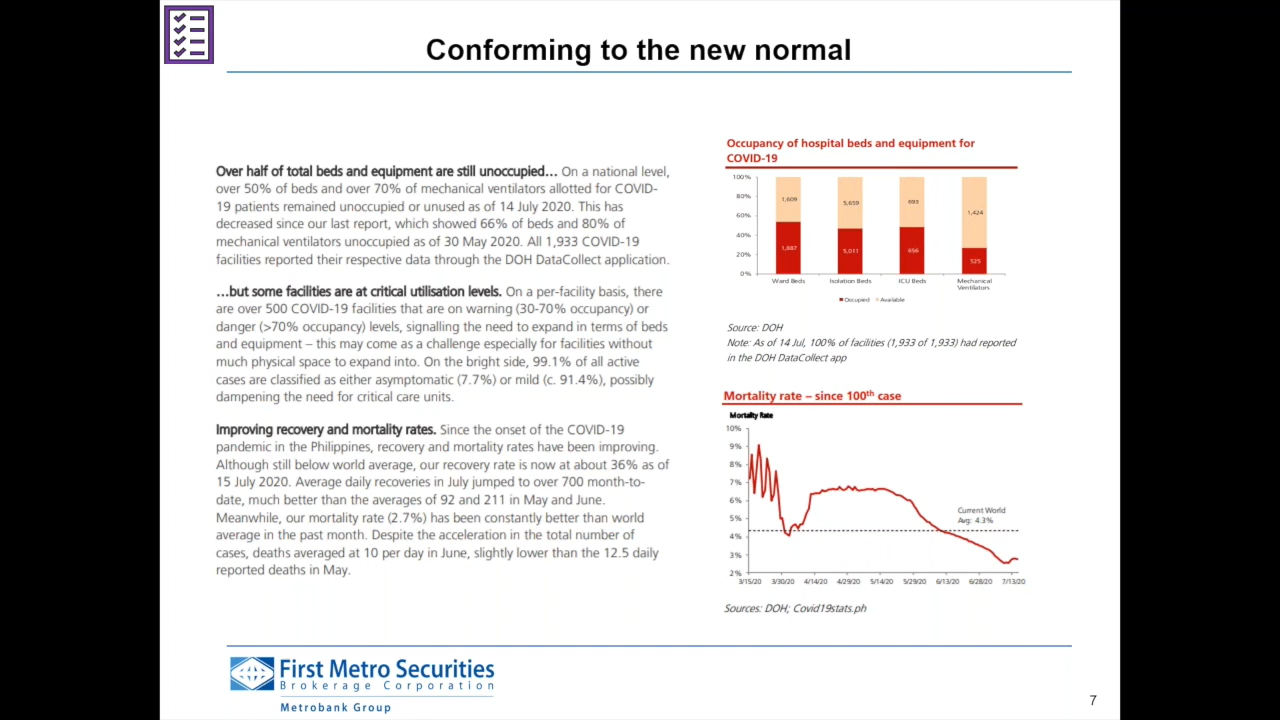 Conforming to the new normal
Over half of total beds and equipment are still unoccupied… On a national level,
over 50% of beds and over 70% of mechanical ventilators allotted for COVID-
19 patients remained unoccupied or unused as of 14 July 2020. This has
decreased since our last report, which showed 66% of beds and 80% of
mechanical ventilators unoccupied as of 30 May 2020. All 1,933 COVID-19
facilities reported their respective data through the DOH DataCollect application.
…but some facilities are at critical utilisation levels. On a per-facility basis, there
are over 500 COVID-19 facilities that are on warning (30-70% occupancy) or
danger (>70% occupancy) levels, signalling the need to expand in terms of beds
and equipment – this may come as a challenge especially for facilities without
much physical space to expand into. On the bright side, 99.1% of all active
cases are classified as either asymptomatic (7.7%) or mild (c. 91.4%), possibly
dampening the need for critical care units.
Improving recovery and mortality rates. Since the onset of the COVID-19
pandemic in the Philippines, recovery and mortality rates have been improving.
Although still below world average, our recovery rate is now at about 36% as of
15 July 2020. Average daily recoveries in July jumped to over 700 month-to-
date, much better than the averages of 92 and 211 in May and June.
Meanwhile, our mortality rate (2.7%) has been constantly better than world
average in the past month. Despite the acceleration in the total number of
cases, deaths averaged at 10 per day in June, slightly lower than the 12.5 daily
reported deaths in May.
Occupancy of hospital beds and equipment for
COVID-19
100%
80%
60%
40%
20%
0%
1,609
5,659
693
1,424
1,887
5,011
656
525
Ward Beds
Isolation Beds
ICU Beds
Mechanical
Ventilators
Occupied
Available
Source: DOH
Note: As of 14 Jul, 100% of facilities (1,933 of 1,933) had reported
in the DOH DataCollect app
Mortality rate – since 100th case
Mortality Rate
10%
9%
8%
7%
6%
5%
4%
3%
2%
Current World
Avg: 4.3%
3/15/20
3/30/20
4/14/20
4/29/20
5/14/20
5/29/20
6/13/20
6/28/20
7/13/20
Sources: DOH; Covid19stats.ph
First Metro Securities
Brokerage Corporation
Metrobank Group
7